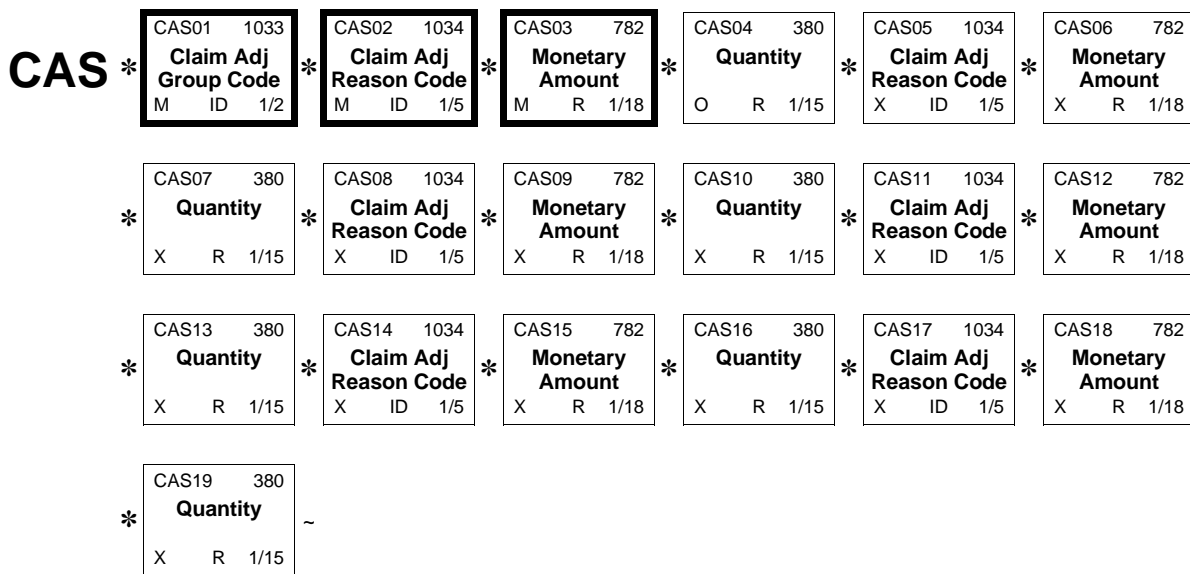 CAS01 1033 CAS02 1034 CAS03 782 CAS04 380 CAS05 1034 CAS06 782
CAS * Claim Adj * Claim Adj * Monetary * Quantity * Claim Adj * Monetary
Group Code Reason Code Amount Reason Code Amount
M ID 1/2 M ID 1/5 M R 1/18 O R 1/15 X ID 1/5 X R 1/18
CAS07 380 CAS08 1034 CAS09 782 CAS10 380 CAS11 1034 CAS12 782
* Quantity * Claim Adj * Monetary * Quantity * Claim Adj * Monetary
Reason Code Amount Reason Code Amount
X R 1/15 X ID 1/5 X R 1/18 X R 1/15 X ID 1/5 X R 1/18
CAS13 380 CAS14 1034 CAS15 782 CAS16 380 CAS17 1034 CAS18 782
* Quantity * Claim Adj * Monetary * Quantity * Claim Adj * Monetary
Reason Code Amount Reason Code Amount
X R 1/15 X ID 1/5 X R 1/18 X R 1/15 X ID 1/5 X R 1/18
CAS19 380
* Quantity ~
X R 1/15